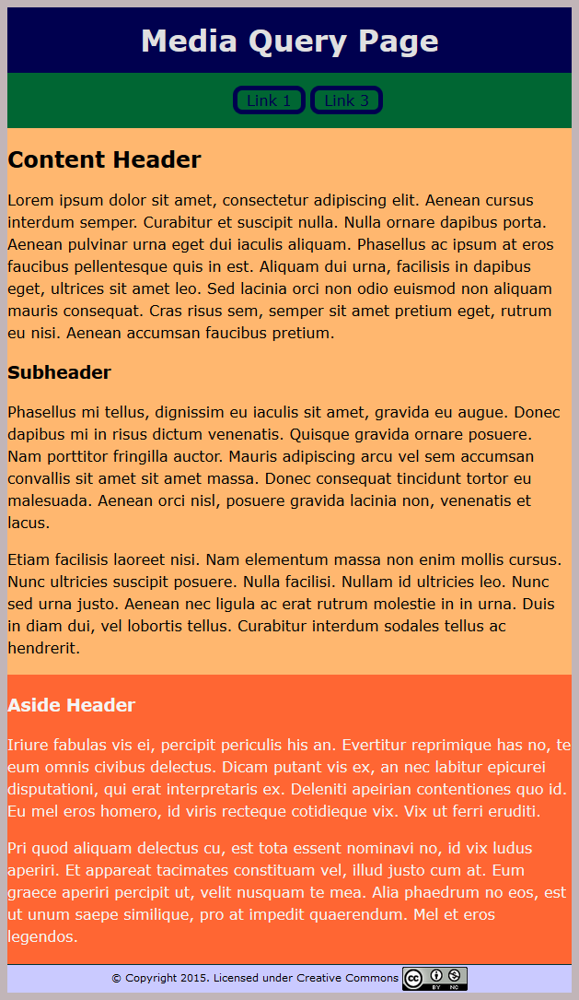 Media Query Page
Link 1 Link 3
Content Header
Lorem ipsum dolor sit amet, consectetur adipiscing elit. Aenean cursus
interdum semper. Curabitur et suscipit nulla. Nulla ornare dapibus porta.
Aenean pulvinar urna eget dui iaculis aliquam. Phasellus ac ipsum at eros
faucibus pellentesque quis in est. Aliquam dui urna, facilisis in dapibus
eget, ultrices sit amet leo. Sed lacinia orci non odio euismod non aliquam
mauris consequat. Cras risus sem, semper sit amet pretium eget, rutrum
eu nisi. Aenean accumsan faucibus pretium.
Subheader
Phasellus mi tellus, dignissim eu iaculis sit amet, gravida eu augue. Donec
dapibus mi in risus dictum venenatis. Quisque gravida ornare posuere.
Nam porttitor fringilla auctor. Mauris adipiscing arcu vel sem accumsan
convallis sit amet sit amet massa. Donec consequat tincidunt tortor eu
malesuada. Aenean orci nisl, posuere gravida lacinia non, venenatis et
lacus.
Etiam facilisis laoreet nisi. Nam elementum massa non enim mollis cursus.
Nunc ultricies suscipit posuere. Nulla facilisi. Nullam id ultricies leo. Nunc
sed urna justo. Aenean nec ligula ac erat rutrum molestie in in urna. Duis
in diam dui, vel lobortis tellus. Curabitur interdum sodales tellus ac
hendrerit.
Aside Header
Iriure fabulas vis ei, percipit periculis his an. Evertitur reprimique has no, te
eum omnis civibus delectus. Dicam putant vis ex, an nec labitur epicurei
disputationi, qui erat interpretaris ex. Deleniti apeirian contentiones quo id.
Eu mel eros homero, id viris recteque cotidieque vix. Vix ut ferri eruditi.
Pri quod aliquam delectus cu, est tota essent nominavi no, id vix ludus
aperiri. Et appareat tacimates constituam vel, illud justo cum at. Eum
graece aperiri percipit ut, velit nusquam te mea. Alia phaedrum no eos, est
ut unum saepe similique, pro at impedit quaerendum. Mel et eros
legendos.
© Copyright 2015. Licensed under Creative Commons cc BY NC